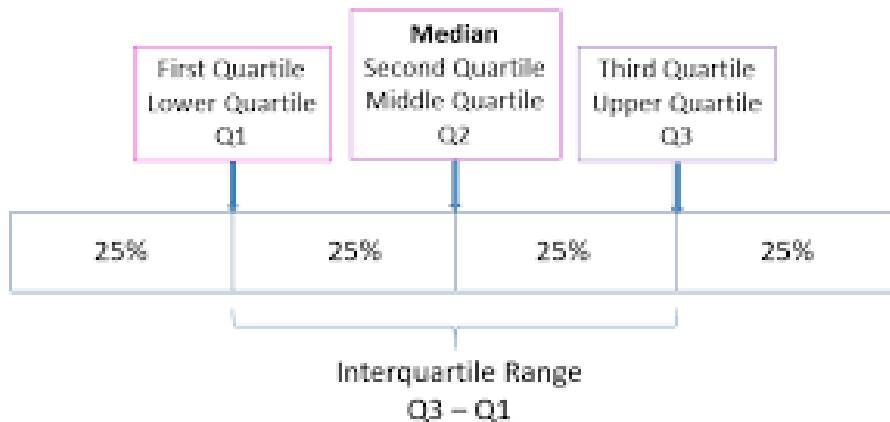 First Quartile
Lower Quartile
Q1
Median
Second Quartile
Middle Quartile
Q2
Third Quartile
Upper Quartile
Q3
25%
25%
25%
25%
Interquartile Range
Q3 – Q1